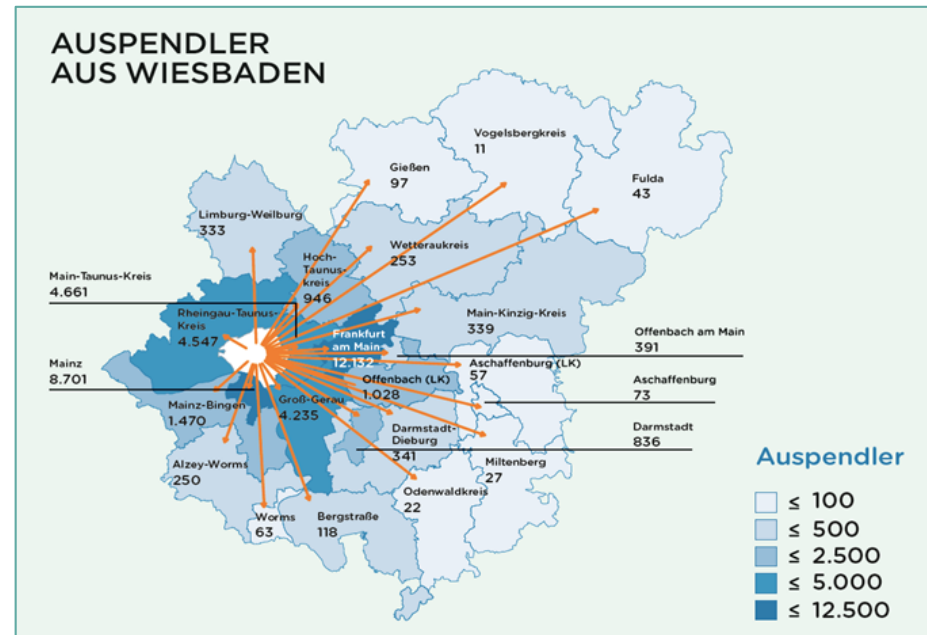 AUSPENDLER
AUS WIESBADEN
Vogelsbergkreis
11
Gießen
97
Fulda
43
Limburg-Weilburg
333
Wetteraukreis
253
Hoch-
Taunus-
kreis
946
Main-Taunus-Kreis
4.661
Rheingau-Taunus-
Kreis
4.547
Main-Kinzig-Kreis
339
Frankfurt
am Main
12.132
Offenbach am Main
391
Mainz
8.701
Aschaffenburg (LK)
57
Offenbach (LK)
1.028
Aschaffenburg
73
Mainz-Bingen
1.470
Groß-Gerau
4.235
Darmstadt-
Dieburg
341
Darmstadt
836
Alzey-Worms
250
Miltenberg
27
Odenwaldkreis
22
Worms
63
Bergstraße
118
Auspendler
≤ 100
≤ 500
≤ 2.500
≤ 5.000
≤ 12.500